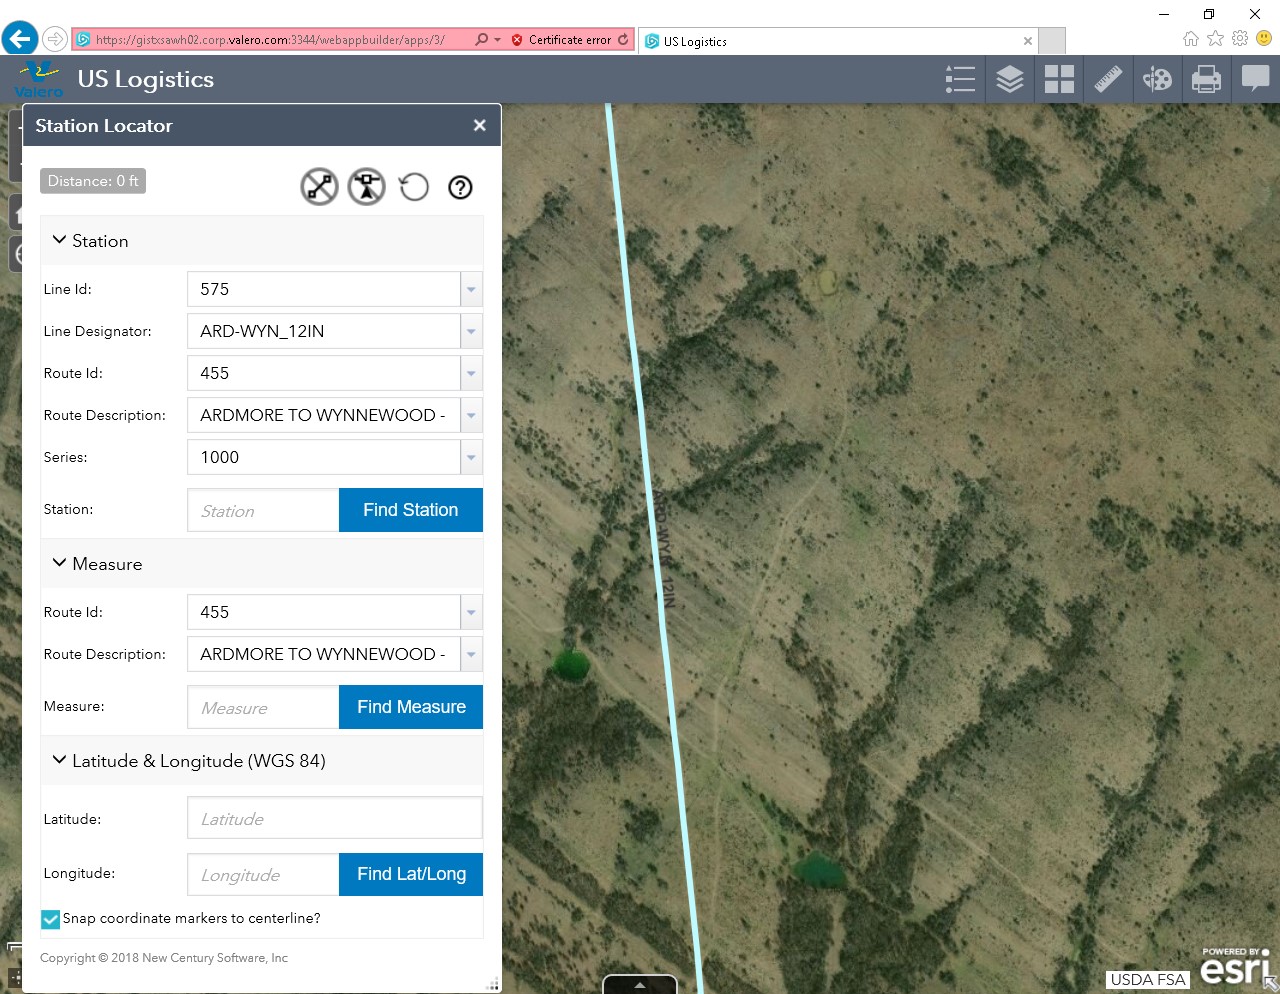 https://gistxsawh02.corp.valero.com:3344/webappbuilder/apps/3/
Certificate error
US Logistics
Valero
US Logistics
Station Locator
Distance: 0 ft
Station
Line Id:
575
Line Designator:
ARD-WYN_12IN
Route Id:
455
Route Description:
ARDMORE TO WYNNEWOOD -
Series:
1000
Station:
Station
Find Station
Measure
Route Id:
455
Route Description:
ARDMORE TO WYNNEWOOD -
Measure:
Measure
Find Measure
Latitude & Longitude (WGS 84)
Latitude:
Latitude
Longitude:
Longitude
Find Lat/Long
Snap coordinate markers to centerline?
Copyright © 2018 New Century Software, Inc
POWERED BY
esri
USDA FSA